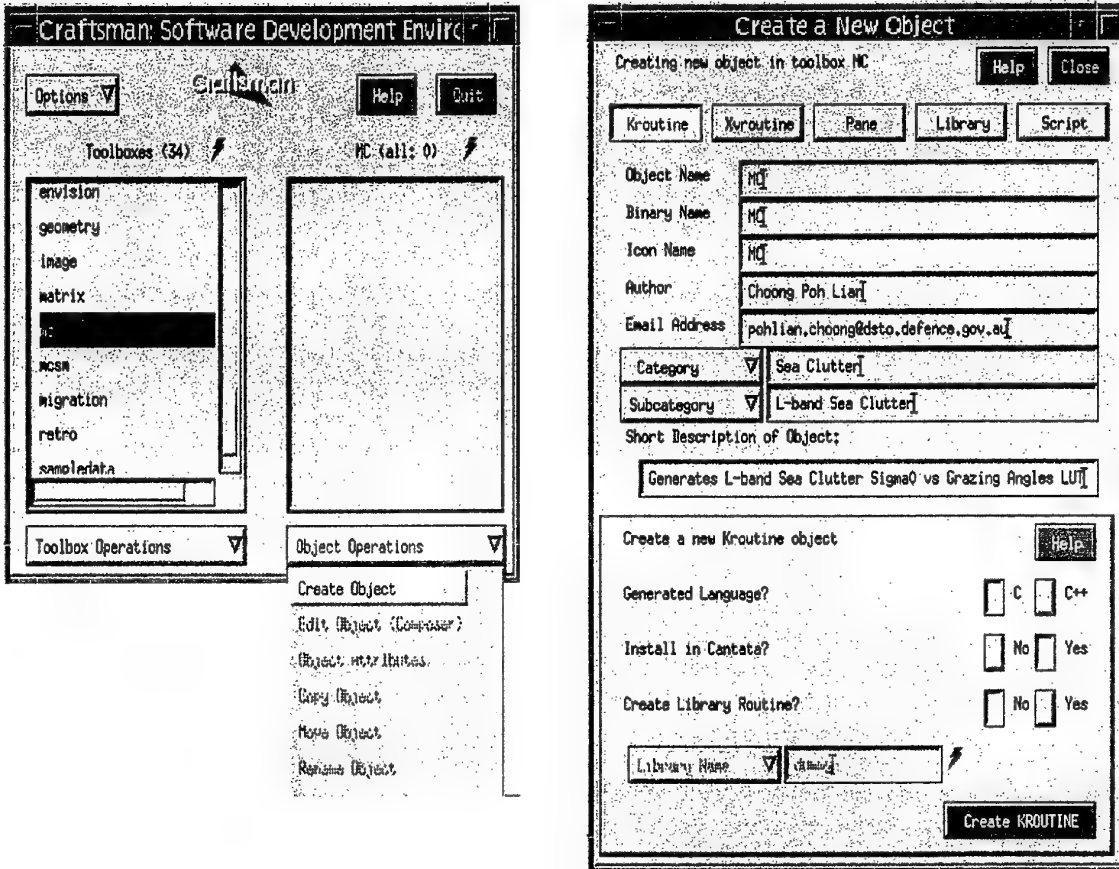 Craftsman: Software Development Envirc
Options
Craftsman
Help
Quit
Toolboxes (34)
MC (all: 0)
envision
geometry
image
matrix
mc
mcsm
migration
retro
sampledata
Toolbox Operations
Object Operations
Create Object
Edit Object (Composer)
Object Attributes
Copy Object
Move Object
Rename Object
Create a New Object
Creating new object in toolbox MC
Help
Close
Kroutine
Xvroutine
Pane
Library
Script
Object Name
MC
Binary Name
MC
Icon Name
MC
Author
Choong Poh Lian
Email Address
pohlian.choong@dsto.defence.gov.au
Category
Sea Clutter
Subcategory
L-band Sea Clutter
Short Description of Object:
Generates L-band Sea Clutter Sigma0 vs Grazing Angles LUT
Create a new Kroutine object
Help
Generated Language?
C
C++
Install in Cantata?
No
Yes
Create Library Routine?
No
Yes
Library Name
dummy
Create KROUTINE